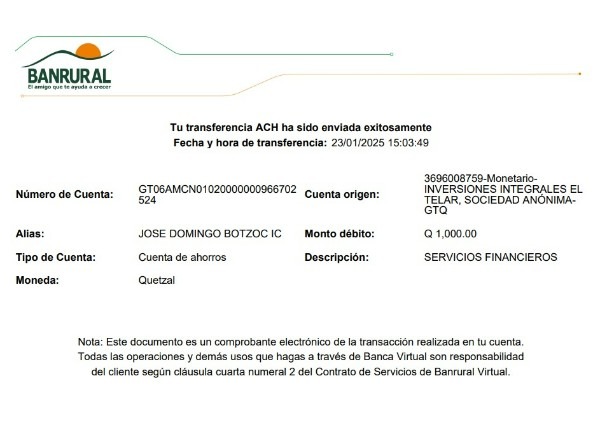 BANRURAL
El amigo que te ayuda a crecer
Tu transferencia ACH ha sido enviada exitosamente
Fecha y hora de transferencia: 23/01/2025 15:03:49
Número de Cuenta: GT06AMCN01020000000966702
524
Cuenta origen: 3696008759-Monetario-
INVERSIONES INTEGRALES EL
TELAR, SOCIEDAD ANÓNIMA-
GTQ
Alias: JOSE DOMINGO BOTZOC IC
Monto débito: Q 1,000.00
Tipo de Cuenta: Cuenta de ahorros
Descripción: SERVICIOS FINANCIEROS
Moneda: Quetzal
Nota: Este documento es un comprobante electrónico de la transacción realizada en tu cuenta.
Todas las operaciones y demás usos que hagas a través de Banca Virtual son responsabilidad
del cliente según cláusula cuarta numeral 2 del Contrato de Servicios de Banrural Virtual.